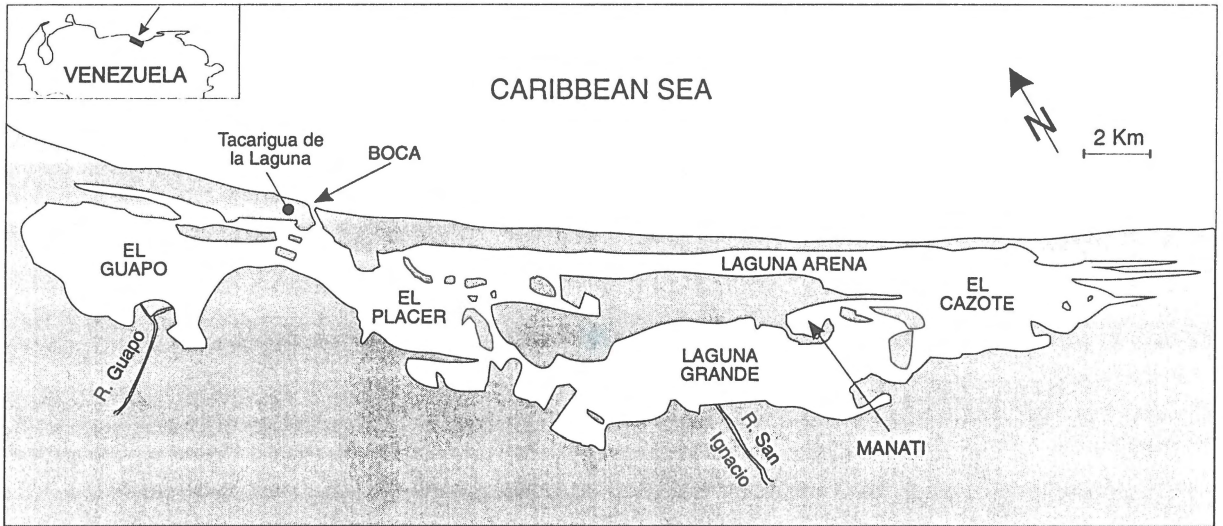 VENEZUELA
CARIBBEAN SEA
N
2 Km
Tacarigua de
la Laguna
BOCA
EL
GUAPO
R. Guapo
EL
PLACER
LAGUNA ARENA
EL
CAZOTE
LAGUNA
GRANDE
R. San
Ignacio
MANATI